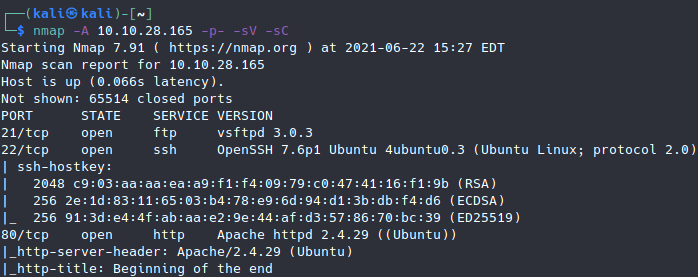 ┌──(kali㉿kali)-[~]
└─$ nmap -A 10.10.28.165 -p- -sV -sC
Starting Nmap 7.91 ( https://nmap.org ) at 2021-06-22 15:27 EDT
Nmap scan report for 10.10.28.165
Host is up (0.066s latency).
Not shown: 65514 closed ports
PORT      STATE    SERVICE VERSION
21/tcp    open     ftp     vsftpd 3.0.3
22/tcp    open     ssh     OpenSSH 7.6p1 Ubuntu 4ubuntu0.3 (Ubuntu Linux; protocol 2.0)
| ssh-hostkey:
|   2048 c9:03:aa:aa:ea:a9:f1:f4:09:79:c0:47:41:16:f1:9b (RSA)
|   256 2e:1d:83:11:65:03:b4:78:e9:6d:94:d1:3b:db:f4:d6 (ECDSA)
|_  256 91:3d:e4:4f:ab:aa:e2:9e:44:af:d3:57:86:70:bc:39 (ED25519)
80/tcp    open     http    Apache httpd 2.4.29 ((Ubuntu))
|_http-server-header: Apache/2.4.29 (Ubuntu)
|_http-title: Beginning of the end